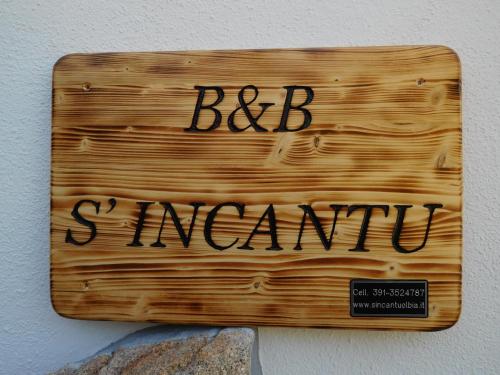 B&B
S' INCANTU
Cell. 391-3524787
www.sincantuolbia.it